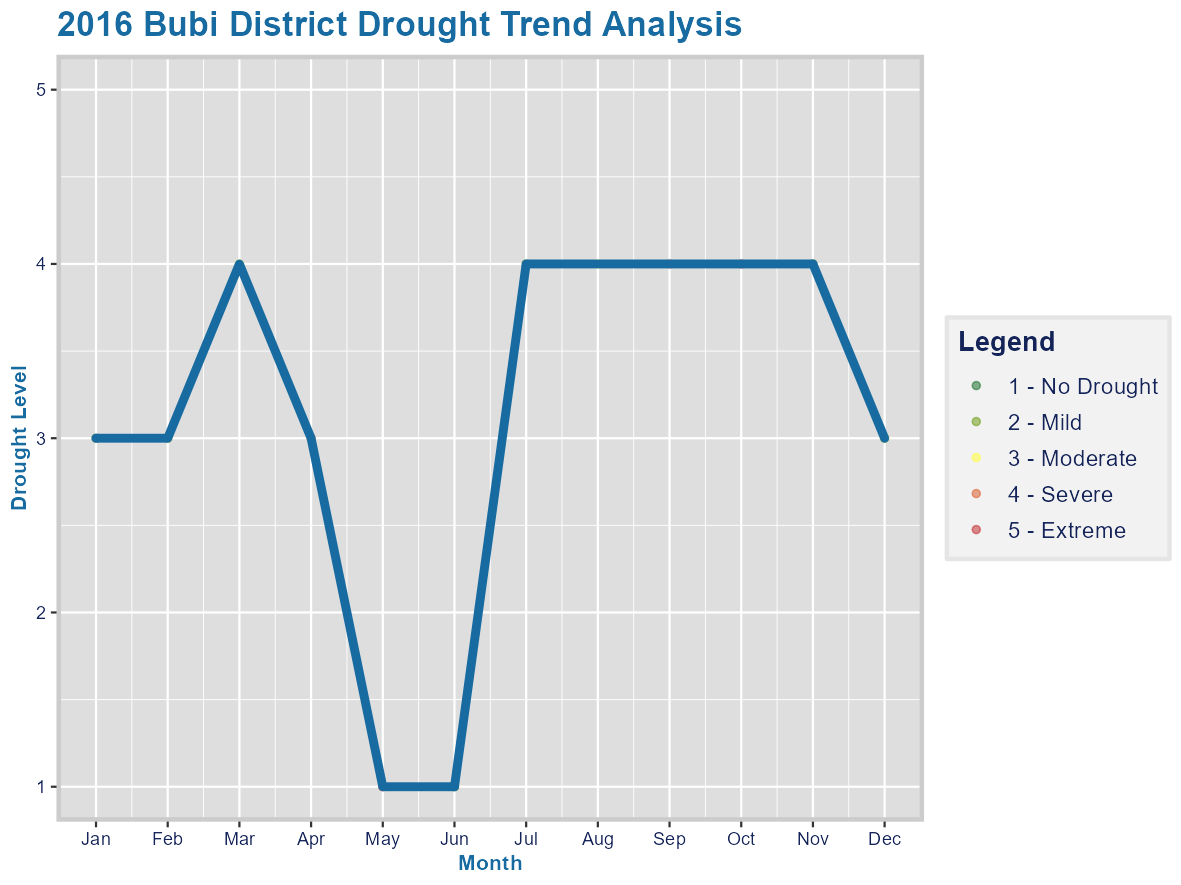 2016 Bubi District Drought Trend Analysis
Drought Level
5
4
3
2
1
Jan Feb Mar Apr May Jun Jul Aug Sep Oct Nov Dec
Month
Legend
1 - No Drought
2 - Mild
3 - Moderate
4 - Severe
5 - Extreme